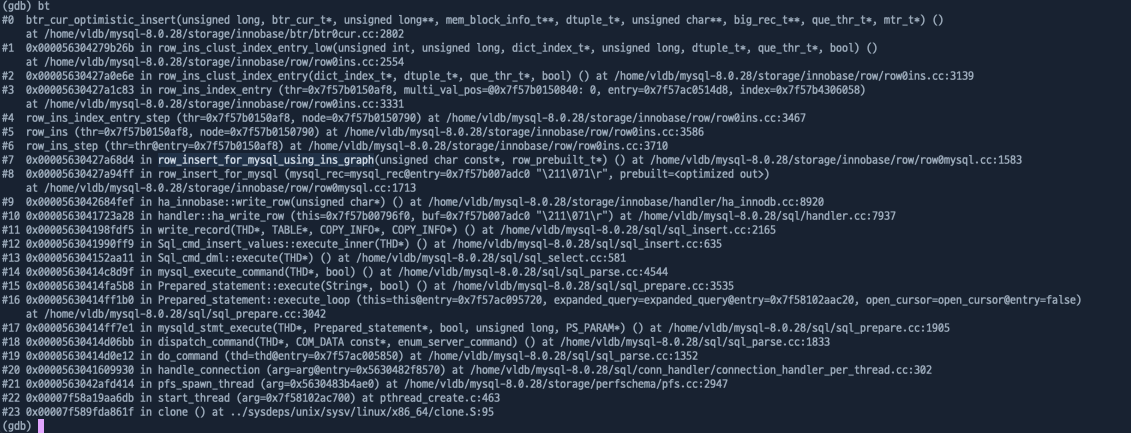 (gdb) bt
#0  btr_cur_optimistic_insert(unsigned long, btr_cur_t*, unsigned long**, mem_block_info_t**, dtuple_t*, unsigned char**, big_rec_t**, que_thr_t*, mtr_t*) ()
    at /home/vldb/mysql-8.0.28/storage/innobase/btr/btr0cur.cc:2802
#1  0x000056304279b26b in row_ins_clust_index_entry_low(unsigned int, unsigned long, dict_index_t*, unsigned long, dtuple_t*, que_thr_t*, bool) ()
    at /home/vldb/mysql-8.0.28/storage/innobase/row/row0ins.cc:2554
#2  0x00005630427a0e6e in row_ins_clust_index_entry(dict_index_t*, dtuple_t*, que_thr_t*, bool) () at /home/vldb/mysql-8.0.28/storage/innobase/row/row0ins.cc:3139
#3  0x00005630427a1c83 in row_ins_index_entry (thr=0x7f57b0150af8, multi_val_pos=@0x7f57b0150840: 0, entry=0x7f57ac0514d8, index=0x7f57b4306058)
    at /home/vldb/mysql-8.0.28/storage/innobase/row/row0ins.cc:3331
#4  row_ins_index_entry_step (thr=0x7f57b0150af8, node=0x7f57b0150790) at /home/vldb/mysql-8.0.28/storage/innobase/row/row0ins.cc:3467
#5  row_ins (thr=0x7f57b0150af8, node=0x7f57b0150790) at /home/vldb/mysql-8.0.28/storage/innobase/row/row0ins.cc:3586
#6  row_ins_step (thr=thr@entry=0x7f57b0150af8) at /home/vldb/mysql-8.0.28/storage/innobase/row/row0ins.cc:3710
#7  0x00005630427a68d4 in row_insert_for_mysql_using_ins_graph(unsigned char const*, row_prebuilt_t*) () at /home/vldb/mysql-8.0.28/storage/innobase/row/row0mysql.cc:1583
#8  0x00005630427a94ff in row_insert_for_mysql (mysql_rec=mysql_rec@entry=0x7f57b007adc0 "\211\071\r", prebuilt=<optimized out>)
    at /home/vldb/mysql-8.0.28/storage/innobase/row/row0mysql.cc:1713
#9  0x0000563042684fef in ha_innobase::write_row(unsigned char*) () at /home/vldb/mysql-8.0.28/storage/innobase/handler/ha_innodb.cc:8920
#10 0x0000563041723a28 in handler::ha_write_row (this=0x7f57b00796f0, buf=0x7f57b007adc0 "\211\071\r") at /home/vldb/mysql-8.0.28/sql/handler.cc:7937
#11 0x000056304198fdf5 in write_record(THD*, TABLE*, COPY_INFO*, COPY_INFO*) () at /home/vldb/mysql-8.0.28/sql/sql_insert.cc:2165
#12 0x0000563041990ff9 in Sql_cmd_insert_values::execute_inner(THD*) () at /home/vldb/mysql-8.0.28/sql/sql_insert.cc:635
#13 0x000056304152aa11 in Sql_cmd_dml::execute(THD*) () at /home/vldb/mysql-8.0.28/sql/sql_select.cc:581
#14 0x00005630414c8d9f in mysql_execute_command(THD*, bool) () at /home/vldb/mysql-8.0.28/sql/sql_parse.cc:4544
#15 0x00005630414fa5b8 in Prepared_statement::execute(String*, bool) () at /home/vldb/mysql-8.0.28/sql/sql_prepare.cc:3535
#16 0x00005630414ff1b0 in Prepared_statement::execute_loop (this=this@entry=0x7f57ac095720, expanded_query=expanded_query@entry=0x7f58102aac20, open_cursor=open_cursor@entry=false)
    at /home/vldb/mysql-8.0.28/sql/sql_prepare.cc:3042
#17 0x00005630414ff7e1 in mysqld_stmt_execute(THD*, Prepared_statement*, bool, unsigned long, PS_PARAM*) () at /home/vldb/mysql-8.0.28/sql/sql_prepare.cc:1905
#18 0x00005630414d06bb in dispatch_command(THD*, COM_DATA const*, enum_server_command) () at /home/vldb/mysql-8.0.28/sql/sql_parse.cc:1833
#19 0x00005630414d0e12 in do_command (thd=thd@entry=0x7f57ac005850) at /home/vldb/mysql-8.0.28/sql/sql_parse.cc:1352
#20 0x0000563041609930 in handle_connection (arg=arg@entry=0x5630482f8570) at /home/vldb/mysql-8.0.28/sql/conn_handler/connection_handler_per_thread.cc:302
#21 0x0000563042afd414 in pfs_spawn_thread (arg=0x5630483b4ae0) at /home/vldb/mysql-8.0.28/storage/perfschema/pfs.cc:2947
#22 0x00007f58a19aa6db in start_thread (arg=0x7f58102ac700) at pthread_create.c:463
#23 0x00007f589fda861f in clone () at ../sysdeps/unix/sysv/linux/x86_64/clone.S:95
(gdb)